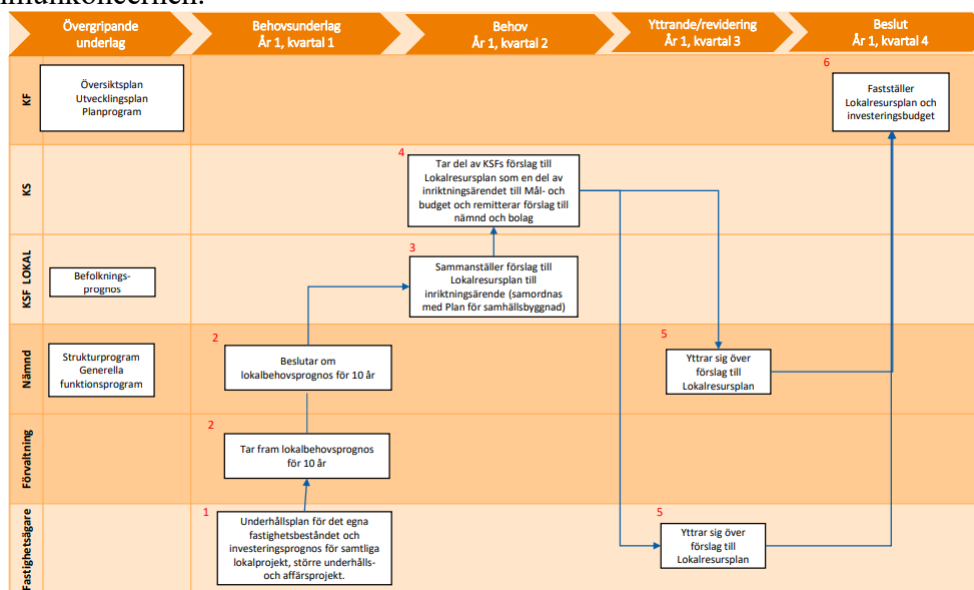 Övergripande
underlag
Behovsunderlag
År 1, kvartal 1
Behov
År 1, kvartal 2
Yttrande/revidering
År 1, kvartal 3
Beslut
År 1, kvartal 4
KF
Översiktsplan
Utvecklingsplan
Planprogram
6
Fastställer
Lokalresursplan och
investeringsbudget
KS
4
Tar del av KSFs förslag till
Lokalresursplan som en del av
inriktningsärendet till Mål- och
budget och remitterar förslag till
nämnd och bolag
KSF LOKAL
Befolknings-
prognos
3
Sammanställer förslag till
Lokalresursplan till
inriktningsärende (samordnas
med Plan för samhällsbyggnad)
Nämnd
Strukturprogram
Generella
funktionsprogram
2
Beslutar om
lokalbehovsprognos för 10 år
5
Yttrar sig över
förslag till
Lokalresursplan
Förvaltning
2
Tar fram lokalbehovsprognos
för 10 år
Fastighetsägare
1
Underhållsplan för det egna
fastighetsbeståndet och
investeringsprognos för samtliga
lokalprojekt, större underhålls-
och affärsprojekt.
5
Yttrar sig över
förslag till
Lokalresursplan